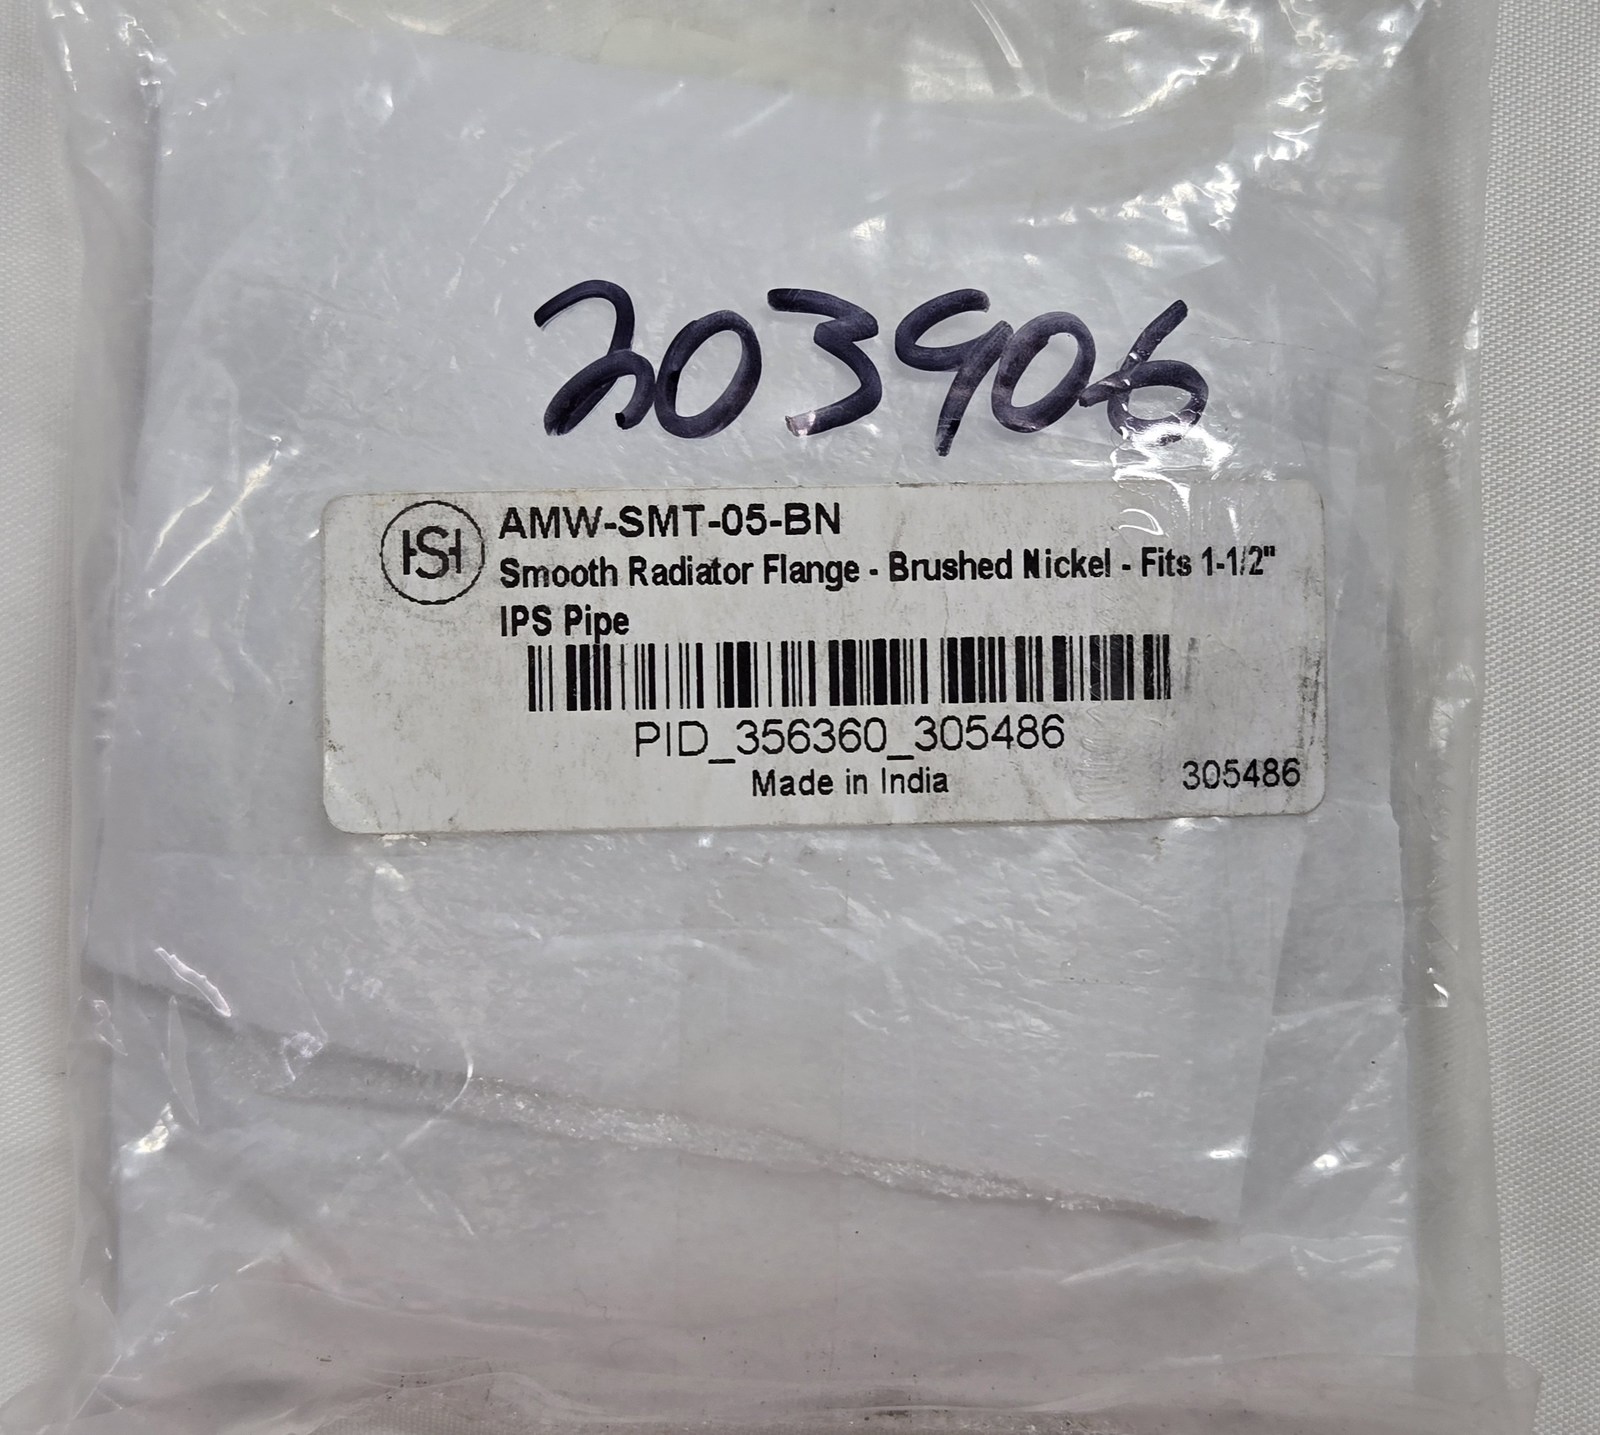 203906
HSH
AMW-SMT-05-BN
Smooth Radiator Flange - Brushed Nickel - Fits 1-1/2"
IPS Pipe
PID_356360_305486
Made in India
305486